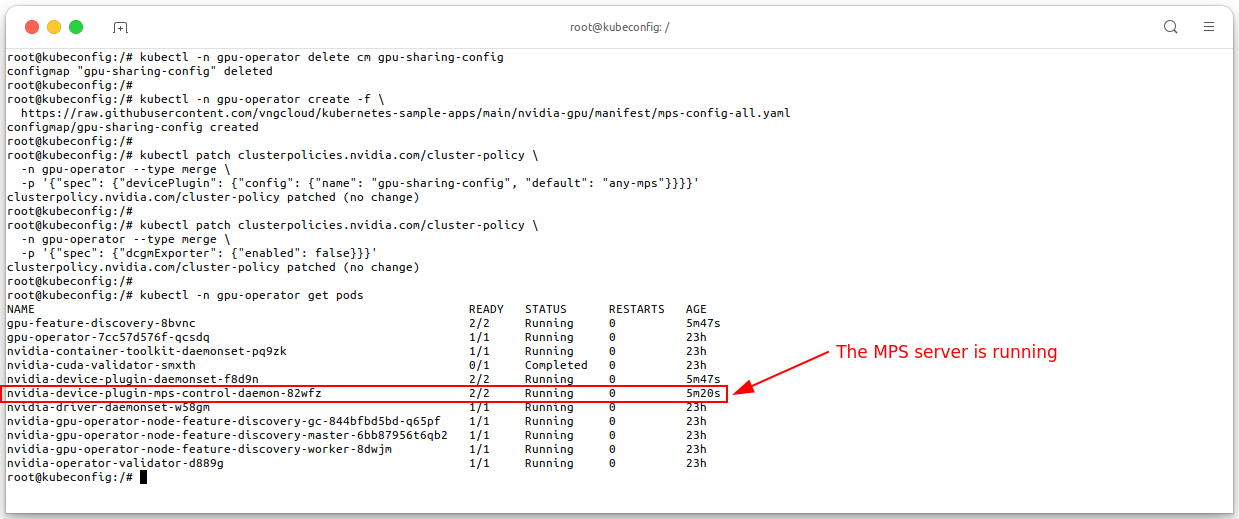 root@kubeconfig: /
root@kubeconfig:/# kubectl -n gpu-operator delete cm gpu-sharing-config
configmap "gpu-sharing-config" deleted
root@kubeconfig:/#
root@kubeconfig:/# kubectl -n gpu-operator create -f \
  https://raw.githubusercontent.com/vngcloud/kubernetes-sample-apps/main/nvidia-gpu/manifest/mps-config-all.yaml
configmap/gpu-sharing-config created
root@kubeconfig:/#
root@kubeconfig:/# kubectl patch clusterpolicies.nvidia.com/cluster-policy \
  -n gpu-operator --type merge \
  -p '{"spec": {"devicePlugin": {"config": {"name": "gpu-sharing-config", "default": "any-mps"}}}}'
clusterpolicy.nvidia.com/cluster-policy patched (no change)
root@kubeconfig:/#
root@kubeconfig:/# kubectl patch clusterpolicies.nvidia.com/cluster-policy \
  -n gpu-operator --type merge \
  -p '{"spec": {"dcgmExporter": {"enabled": false}}}'
clusterpolicy.nvidia.com/cluster-policy patched (no change)
root@kubeconfig:/#
root@kubeconfig:/# kubectl -n gpu-operator get pods
NAME READY STATUS RESTARTS AGE
gpu-feature-discovery-8bvnc 2/2 Running 0 5m47s
gpu-operator-7cc57d576f-qcsdq 1/1 Running 0 23h
nvidia-container-toolkit-daemonset-pq9zk 1/1 Running 0 23h
nvidia-cuda-validator-smxth 0/1 Completed 0 23h
nvidia-device-plugin-daemonset-f8d9n 2/2 Running 0 5m47s
nvidia-device-plugin-mps-control-daemon-82wfz 2/2 Running 0 5m20s
nvidia-driver-daemonset-w58gm 1/1 Running 0 23h
nvidia-gpu-operator-node-feature-discovery-gc-844bfbd5bd-q65pf 1/1 Running 0 23h
nvidia-gpu-operator-node-feature-discovery-master-6bb87956t6qb2 1/1 Running 0 23h
nvidia-gpu-operator-node-feature-discovery-worker-8dwjm 1/1 Running 0 23h
nvidia-operator-validator-d889g 1/1 Running 0 23h
root@kubeconfig:/#
The MPS server is running